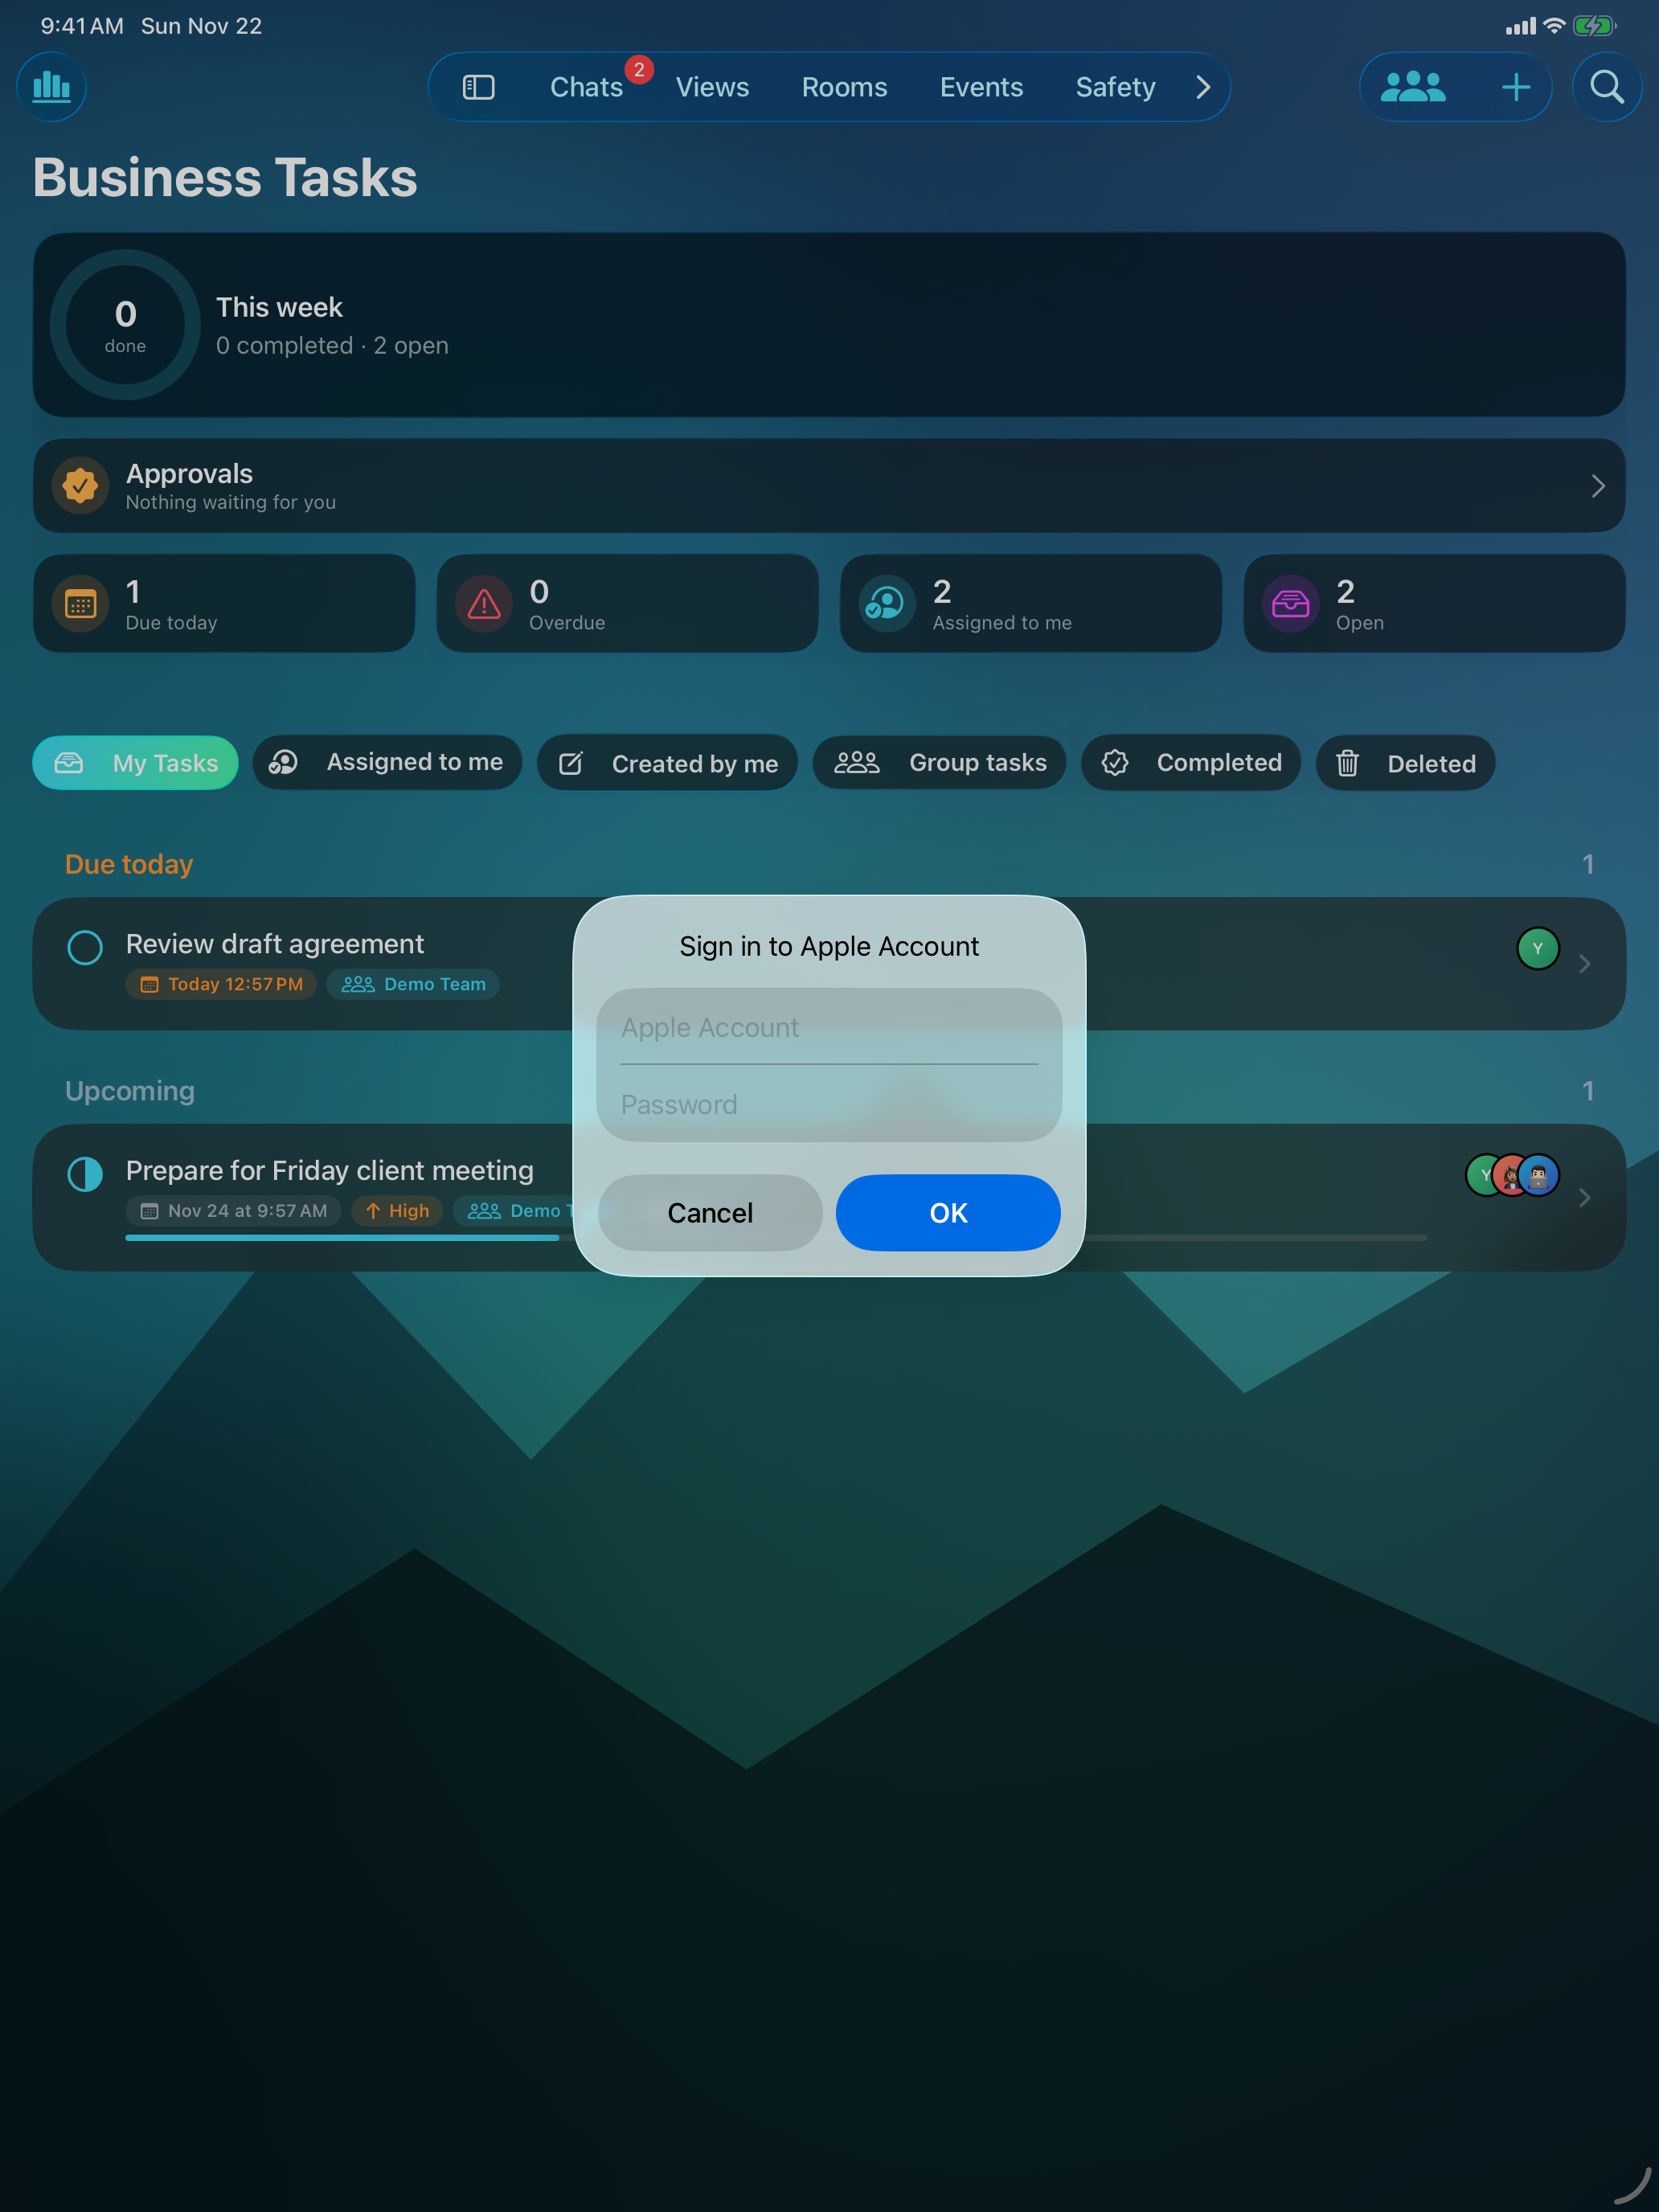 9:41 AM Sun Nov 22
Chats 2 Views Rooms Events Safety
Business Tasks
0
done
This week
0 completed · 2 open
Approvals
Nothing waiting for you
1
Due today
0
Overdue
2
Assigned to me
2
Open
My Tasks Assigned to me Created by me Group tasks Completed Deleted
Due today 1
Review draft agreement
Y
Today 12:57 PM Demo Team
Upcoming 1
Prepare for Friday client meeting
Y
Nov 24 at 9:57 AM High Demo T
Sign in to Apple Account
Apple Account
Password
Cancel OK